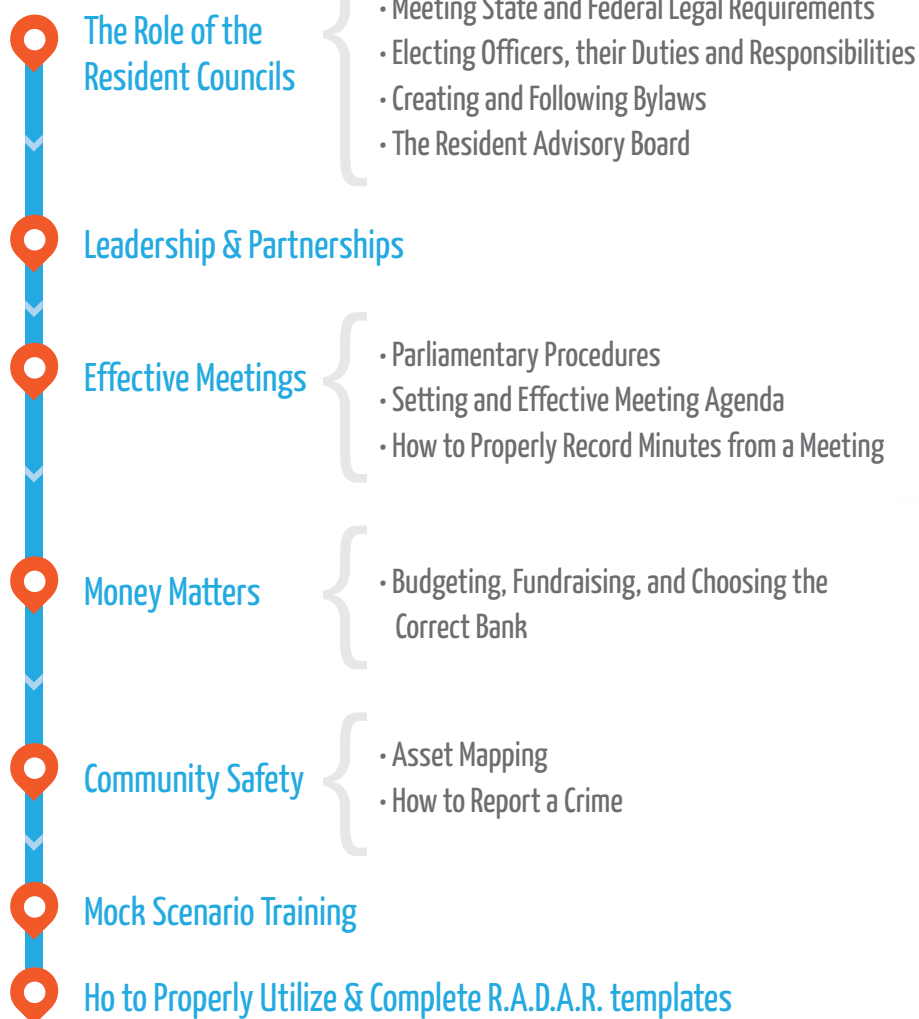 The Role of the
Resident Councils
· Meeting State and Federal Legal Requirements
· Electing Officers, their Duties and Responsibilities
· Creating and Following Bylaws
· The Resident Advisory Board
Leadership & Partnerships
Effective Meetings
· Parliamentary Procedures
· Setting and Effective Meeting Agenda
· How to Properly Record Minutes from a Meeting
Money Matters
· Budgeting, Fundraising, and Choosing the
Correct Bank
Community Safety
· Asset Mapping
· How to Report a Crime
Mock Scenario Training
Ho to Properly Utilize & Complete R.A.D.A.R. templates